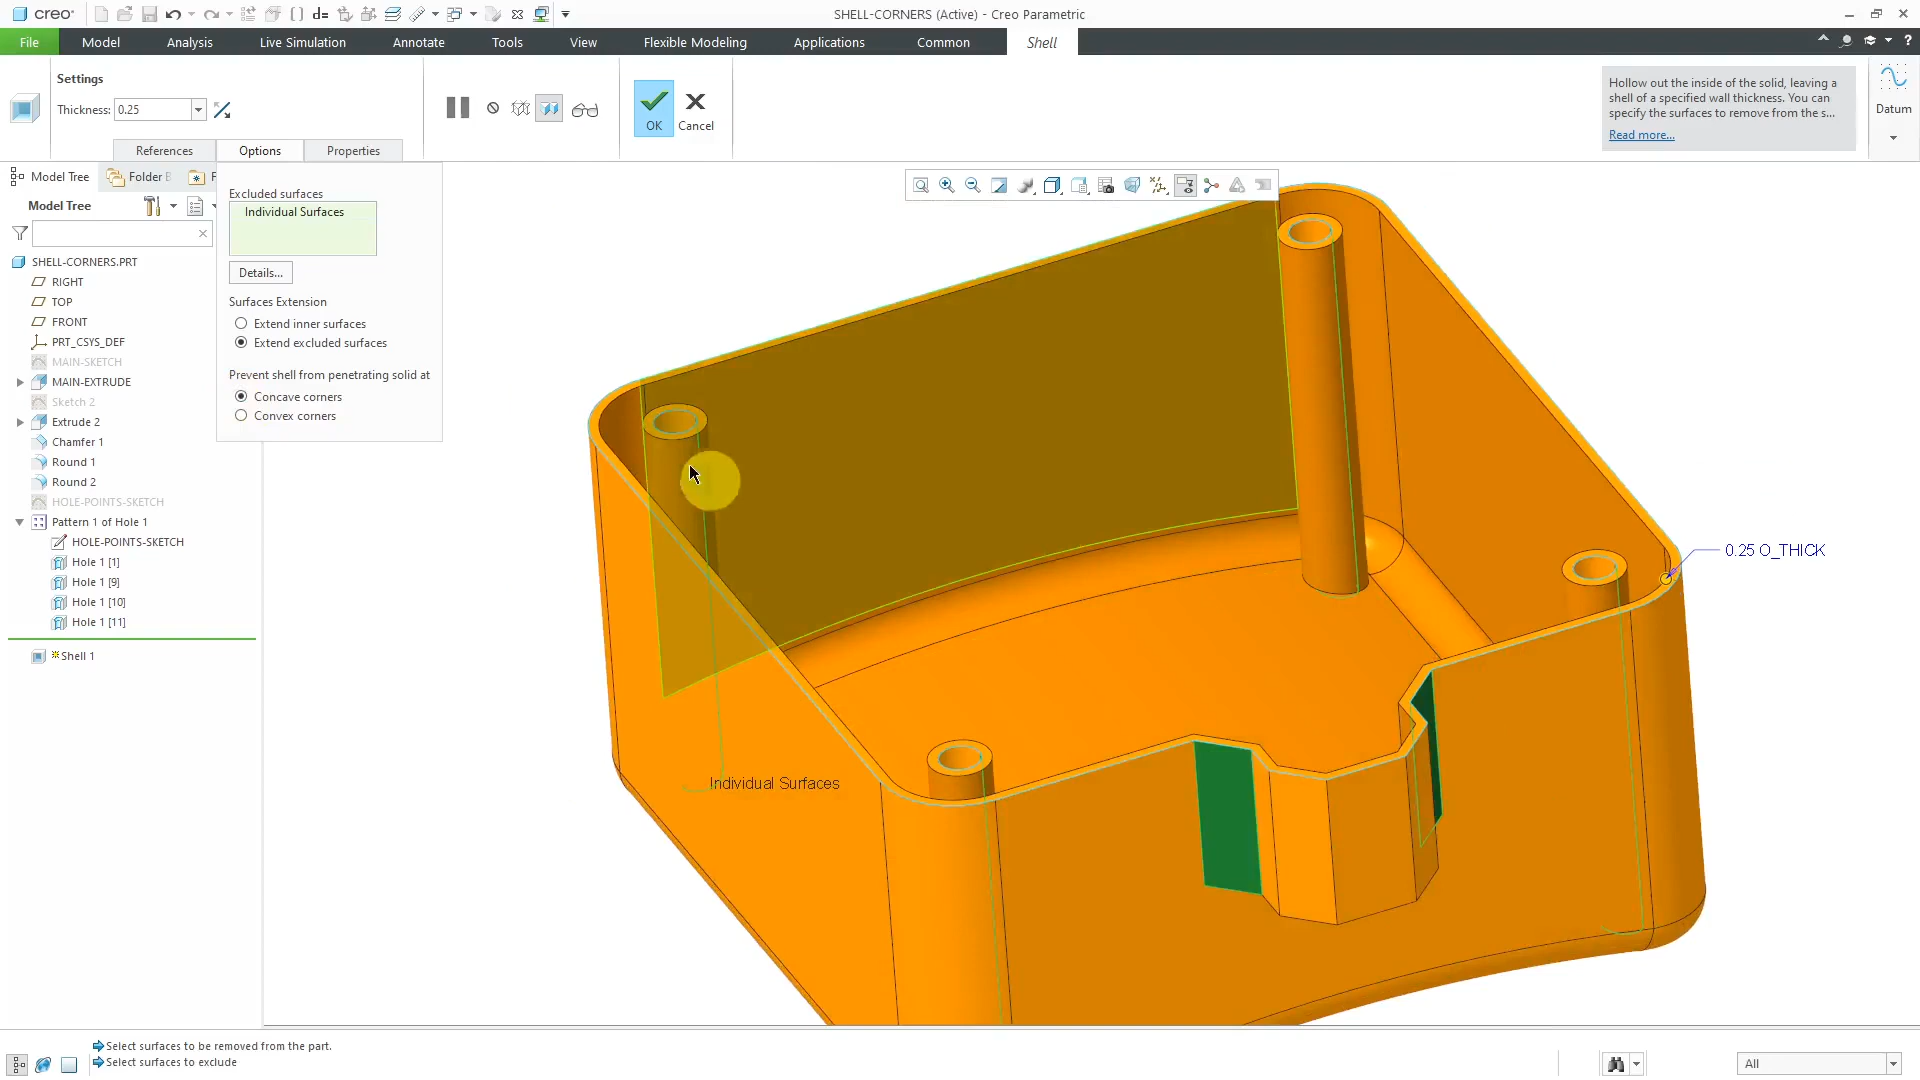 creo
SHELL-CORNERS (Active) - Creo Parametric
File
Model
Analysis
Live Simulation
Annotate
Tools
View
Flexible Modeling
Applications
Common
Shell
Settings
Thickness: 0.25
OK
Cancel
Hollow out the inside of the solid, leaving a
shell of a specified wall thickness. You can
specify the surfaces to remove from the s...
Read more...
Datum
References
Options
Properties
Model Tree
Folder B
F
Model Tree
SHELL-CORNERS.PRT
RIGHT
TOP
FRONT
PRT_CSYS_DEF
MAIN-SKETCH
MAIN-EXTRUDE
Sketch 2
Extrude 2
Chamfer 1
Round 1
Round 2
HOLE-POINTS-SKETCH
Pattern 1 of Hole 1
HOLE-POINTS-SKETCH
Hole 1 [1]
Hole 1 [9]
Hole 1 [10]
Hole 1 [11]
Shell 1
Excluded surfaces
Individual Surfaces
Details...
Surfaces Extension
Extend inner surfaces
Extend excluded surfaces
Prevent shell from penetrating solid at
Concave corners
Convex corners
0.25 O_THICK
Individual Surfaces
Select surfaces to be removed from the part.
Select surfaces to exclude
All